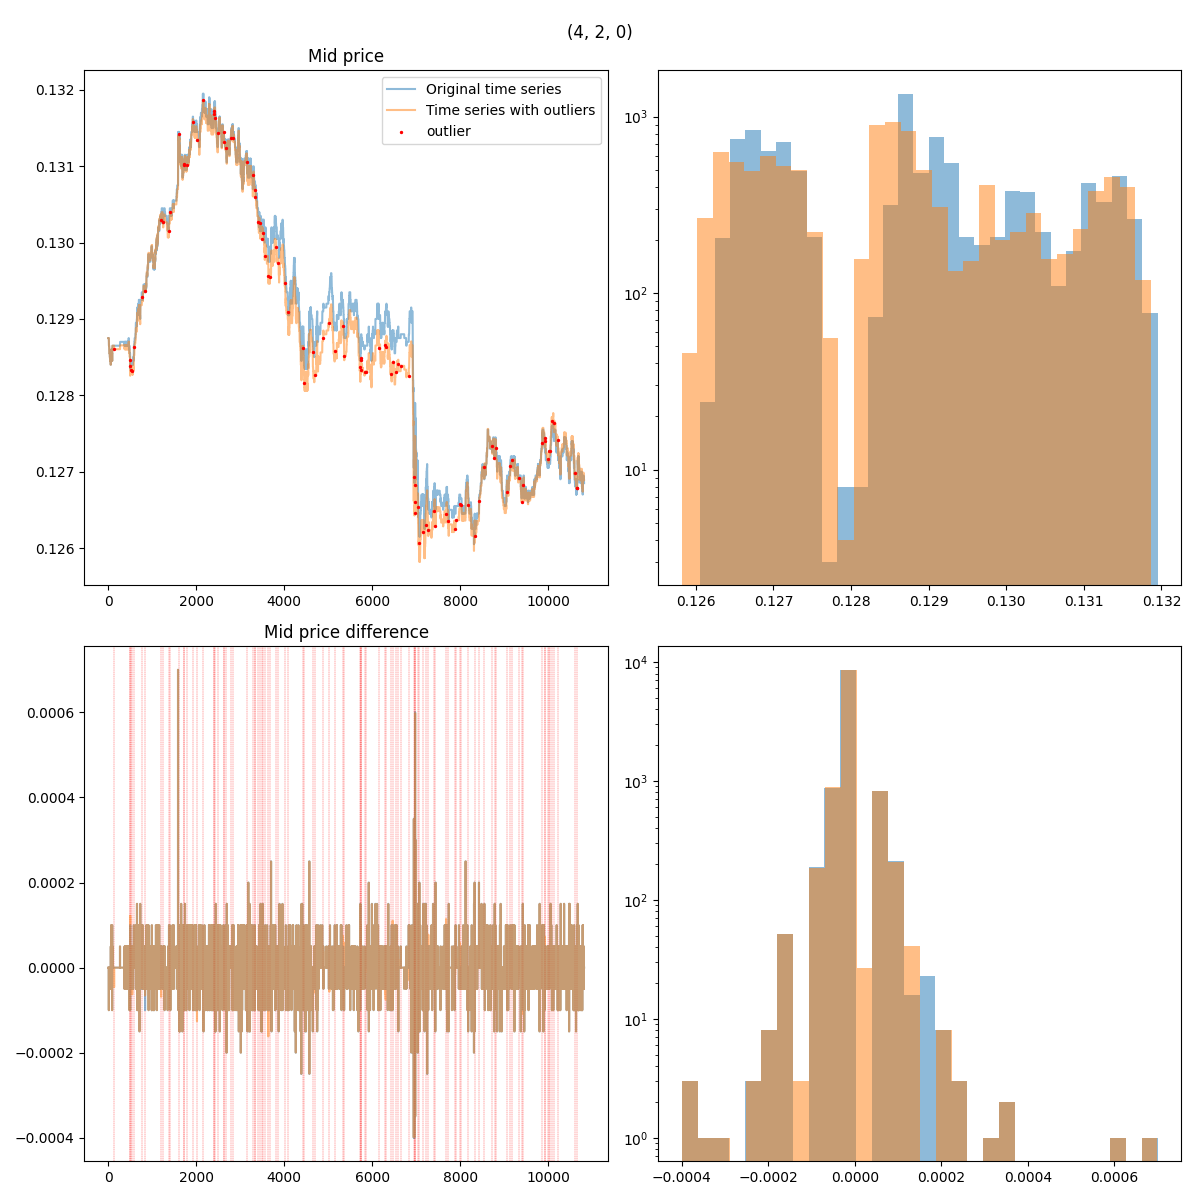 (4, 2, 0)
Mid price
Original time series
Time series with outliers
outlier
0.132
0.131
0.130
0.129
0.128
0.127
0.126
0 2000 4000 6000 8000 10000
10³
10²
10¹
0.126 0.127 0.128 0.129 0.130 0.131 0.132
Mid price difference
0.0006
0.0004
0.0002
0.0000
−0.0002
−0.0004
0 2000 4000 6000 8000 10000
10⁴
10³
10²
10¹
10⁰
−0.0004 −0.0002 0.0000 0.0002 0.0004 0.0006